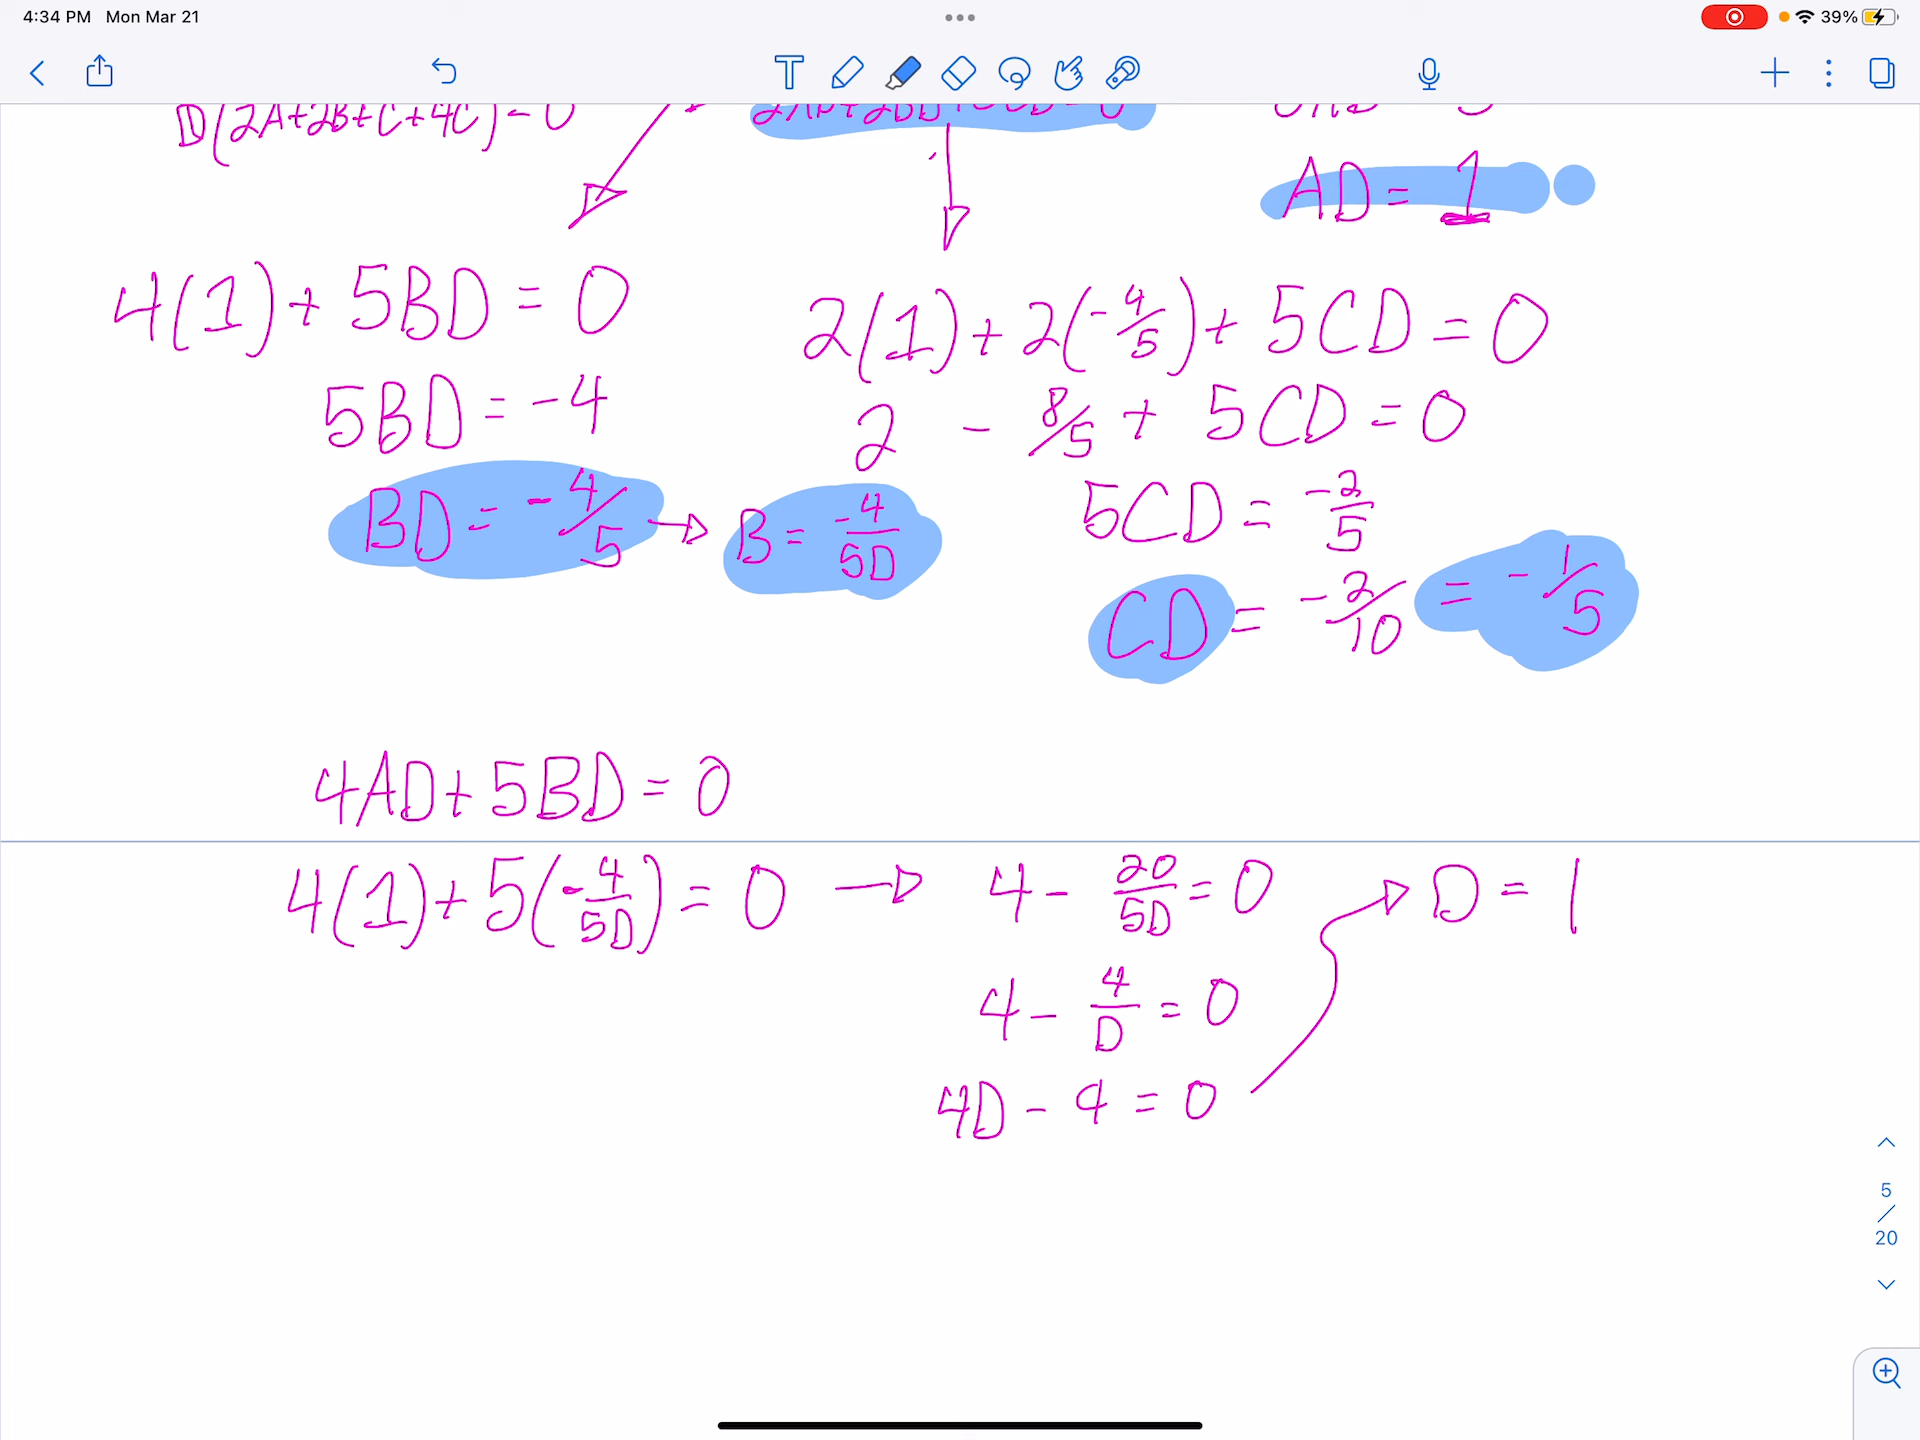 4:34 PM Mon Mar 21
39%
T
D(2A+2B+C+4C)=0
AD = 1
4(1)+ 5BD = 0
5BD = -4
BD = -4/5 → B = -4/5D
2(1)+2(-4/5)+ 5CD = 0
2 - 8/5 + 5CD = 0
5CD = -2/5
CD = -2/10 = -1/5
4AD+5BD = 0
4(1)+5(-4/5D) = 0 → 4 - 20/5D = 0
4 - 4/D = 0
4D - 4 = 0
→ D = 1
5
/
20